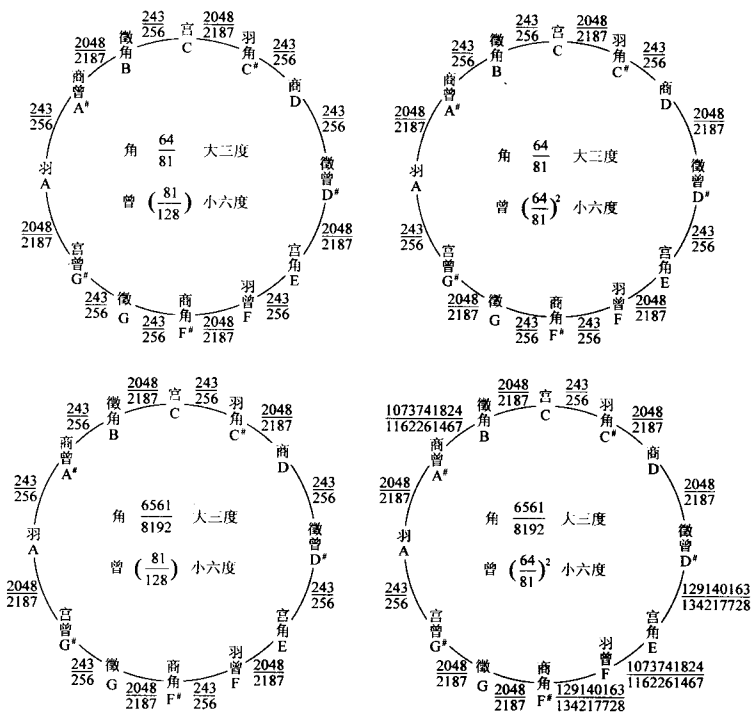 宫 C
2048/2187
羽角 C#
243/256
商 D
243/256
徵曾 D#
2048/2187
宫角 E
243/256
羽曾 F
2048/2187
商角 F#
243/256
徵 G
243/256
宫曾 G#
2048/2187
羽 A
243/256
商曾 A#
2048/2187
徵角 B
243/256
角 64/81 大三度
曾 (81/128) 小六度
宫 C
2048/2187
羽角 C#
243/256
商 D
2048/2187
徵曾 D#
243/256
宫角 E
2048/2187
羽曾 F
243/256
商角 F#
243/256
徵 G
2048/2187
宫曾 G#
243/256
羽 A
2048/2187
商曾 A#
243/256
徵角 B
243/256
角 64/81 大三度
曾 (64/81)² 小六度
宫 C
243/256
羽角 C#
2048/2187
商 D
243/256
徵曾 D#
243/256
宫角 E
2048/2187
羽曾 F
243/256
商角 F#
2048/2187
徵 G
243/256
宫曾 G#
2048/2187
羽 A
243/256
商曾 A#
243/256
徵角 B
2048/2187
角 6561/8192 大三度
曾 (81/128) 小六度
宫 C
243/256
羽角 C#
2048/2187
商 D
2048/2187
徵曾 D#
129140163/134217728
宫角 E
1073741824/1162261467
羽曾 F
129140163/134217728
商角 F#
2048/2187
徵 G
2048/2187
宫曾 G#
243/256
羽 A
2048/2187
商曾 A#
1073741824/1162261467
徵角 B
2048/2187
角 6561/8192 大三度
曾 (64/81)² 小六度